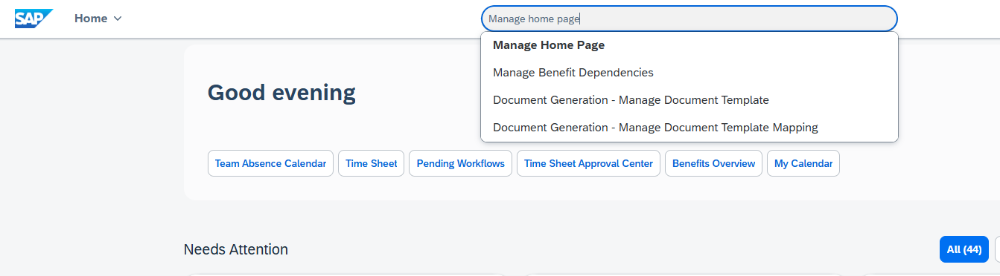 SAP Home Manage home page
Manage Home Page
Manage Benefit Dependencies
Good evening
Document Generation - Manage Document Template
Document Generation - Manage Document Template Mapping
Team Absence Calendar Time Sheet Pending Workflows Time Sheet Approval Center Benefits Overview My Calendar
Needs Attention All (44)